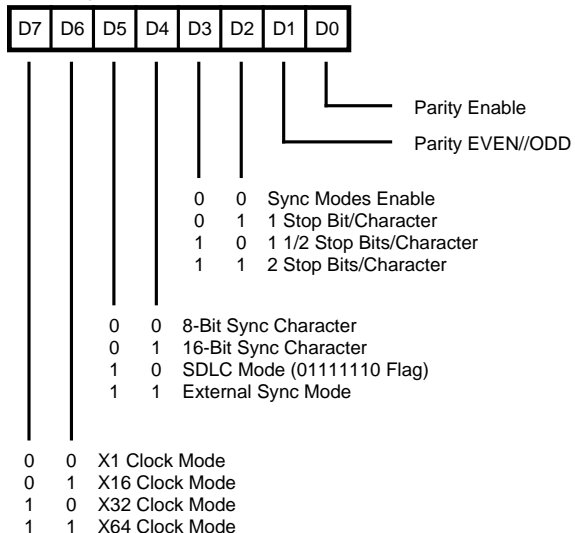 D7 D6 D5 D4 D3 D2 D1 D0
Parity Enable
Parity EVEN//ODD
0 0 Sync Modes Enable
0 1 1 Stop Bit/Character
1 0 1 1/2 Stop Bits/Character
1 1 2 Stop Bits/Character
0 0 8-Bit Sync Character
0 1 16-Bit Sync Character
1 0 SDLC Mode (01111110 Flag)
1 1 External Sync Mode
0 0 X1 Clock Mode
0 1 X16 Clock Mode
1 0 X32 Clock Mode
1 1 X64 Clock Mode